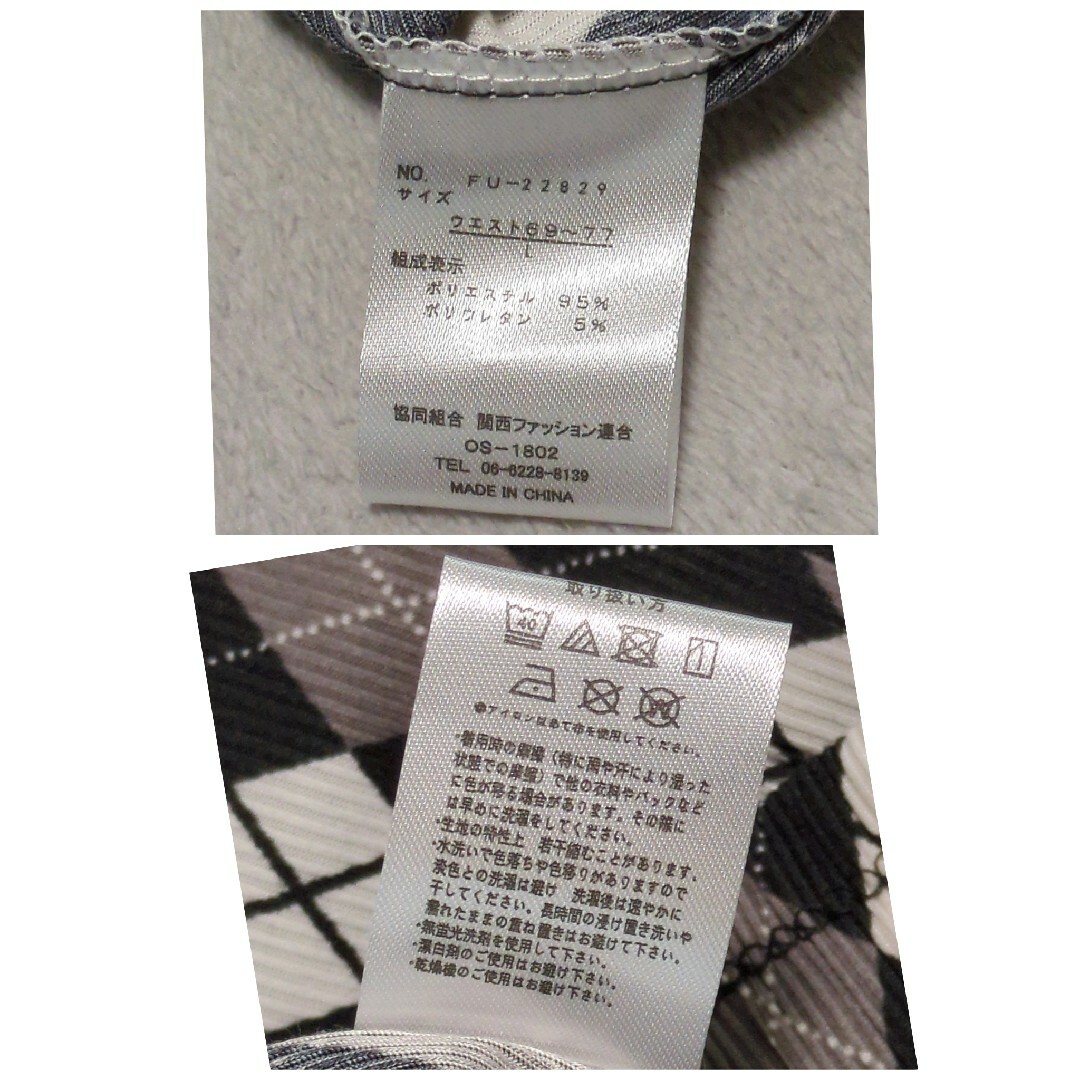 NO. FU-22829
サイズ
ウエスト69~77
L
組成表示
ポリエステル 95%
ポリウレタン 5%
協同組合 関西ファッション連合
OS-1802
TEL 06-6228-8139
MADE IN CHINA
取り扱い方
40
●アイロンはあて布を使用してください。
・着用時の摩擦(特に雨や汗により湿った
状態での摩擦)で他の衣料やバックなど
に色が移る場合があります。その際に
は早めに洗濯をしてください。
・生地の特性上 若干縮むことがあります。
・水洗いで色落ちや色移りがありますので
淡色との洗濯は避け 洗濯後は速やかに
干してください。長時間の浸け置き洗いや
濡れたままの重ね置きはお避けて下さい。
・無蛍光洗剤を使用して下さい。
・漂白剤のご使用はお避け下さい。
・乾燥機のご使用はお避け下さい。